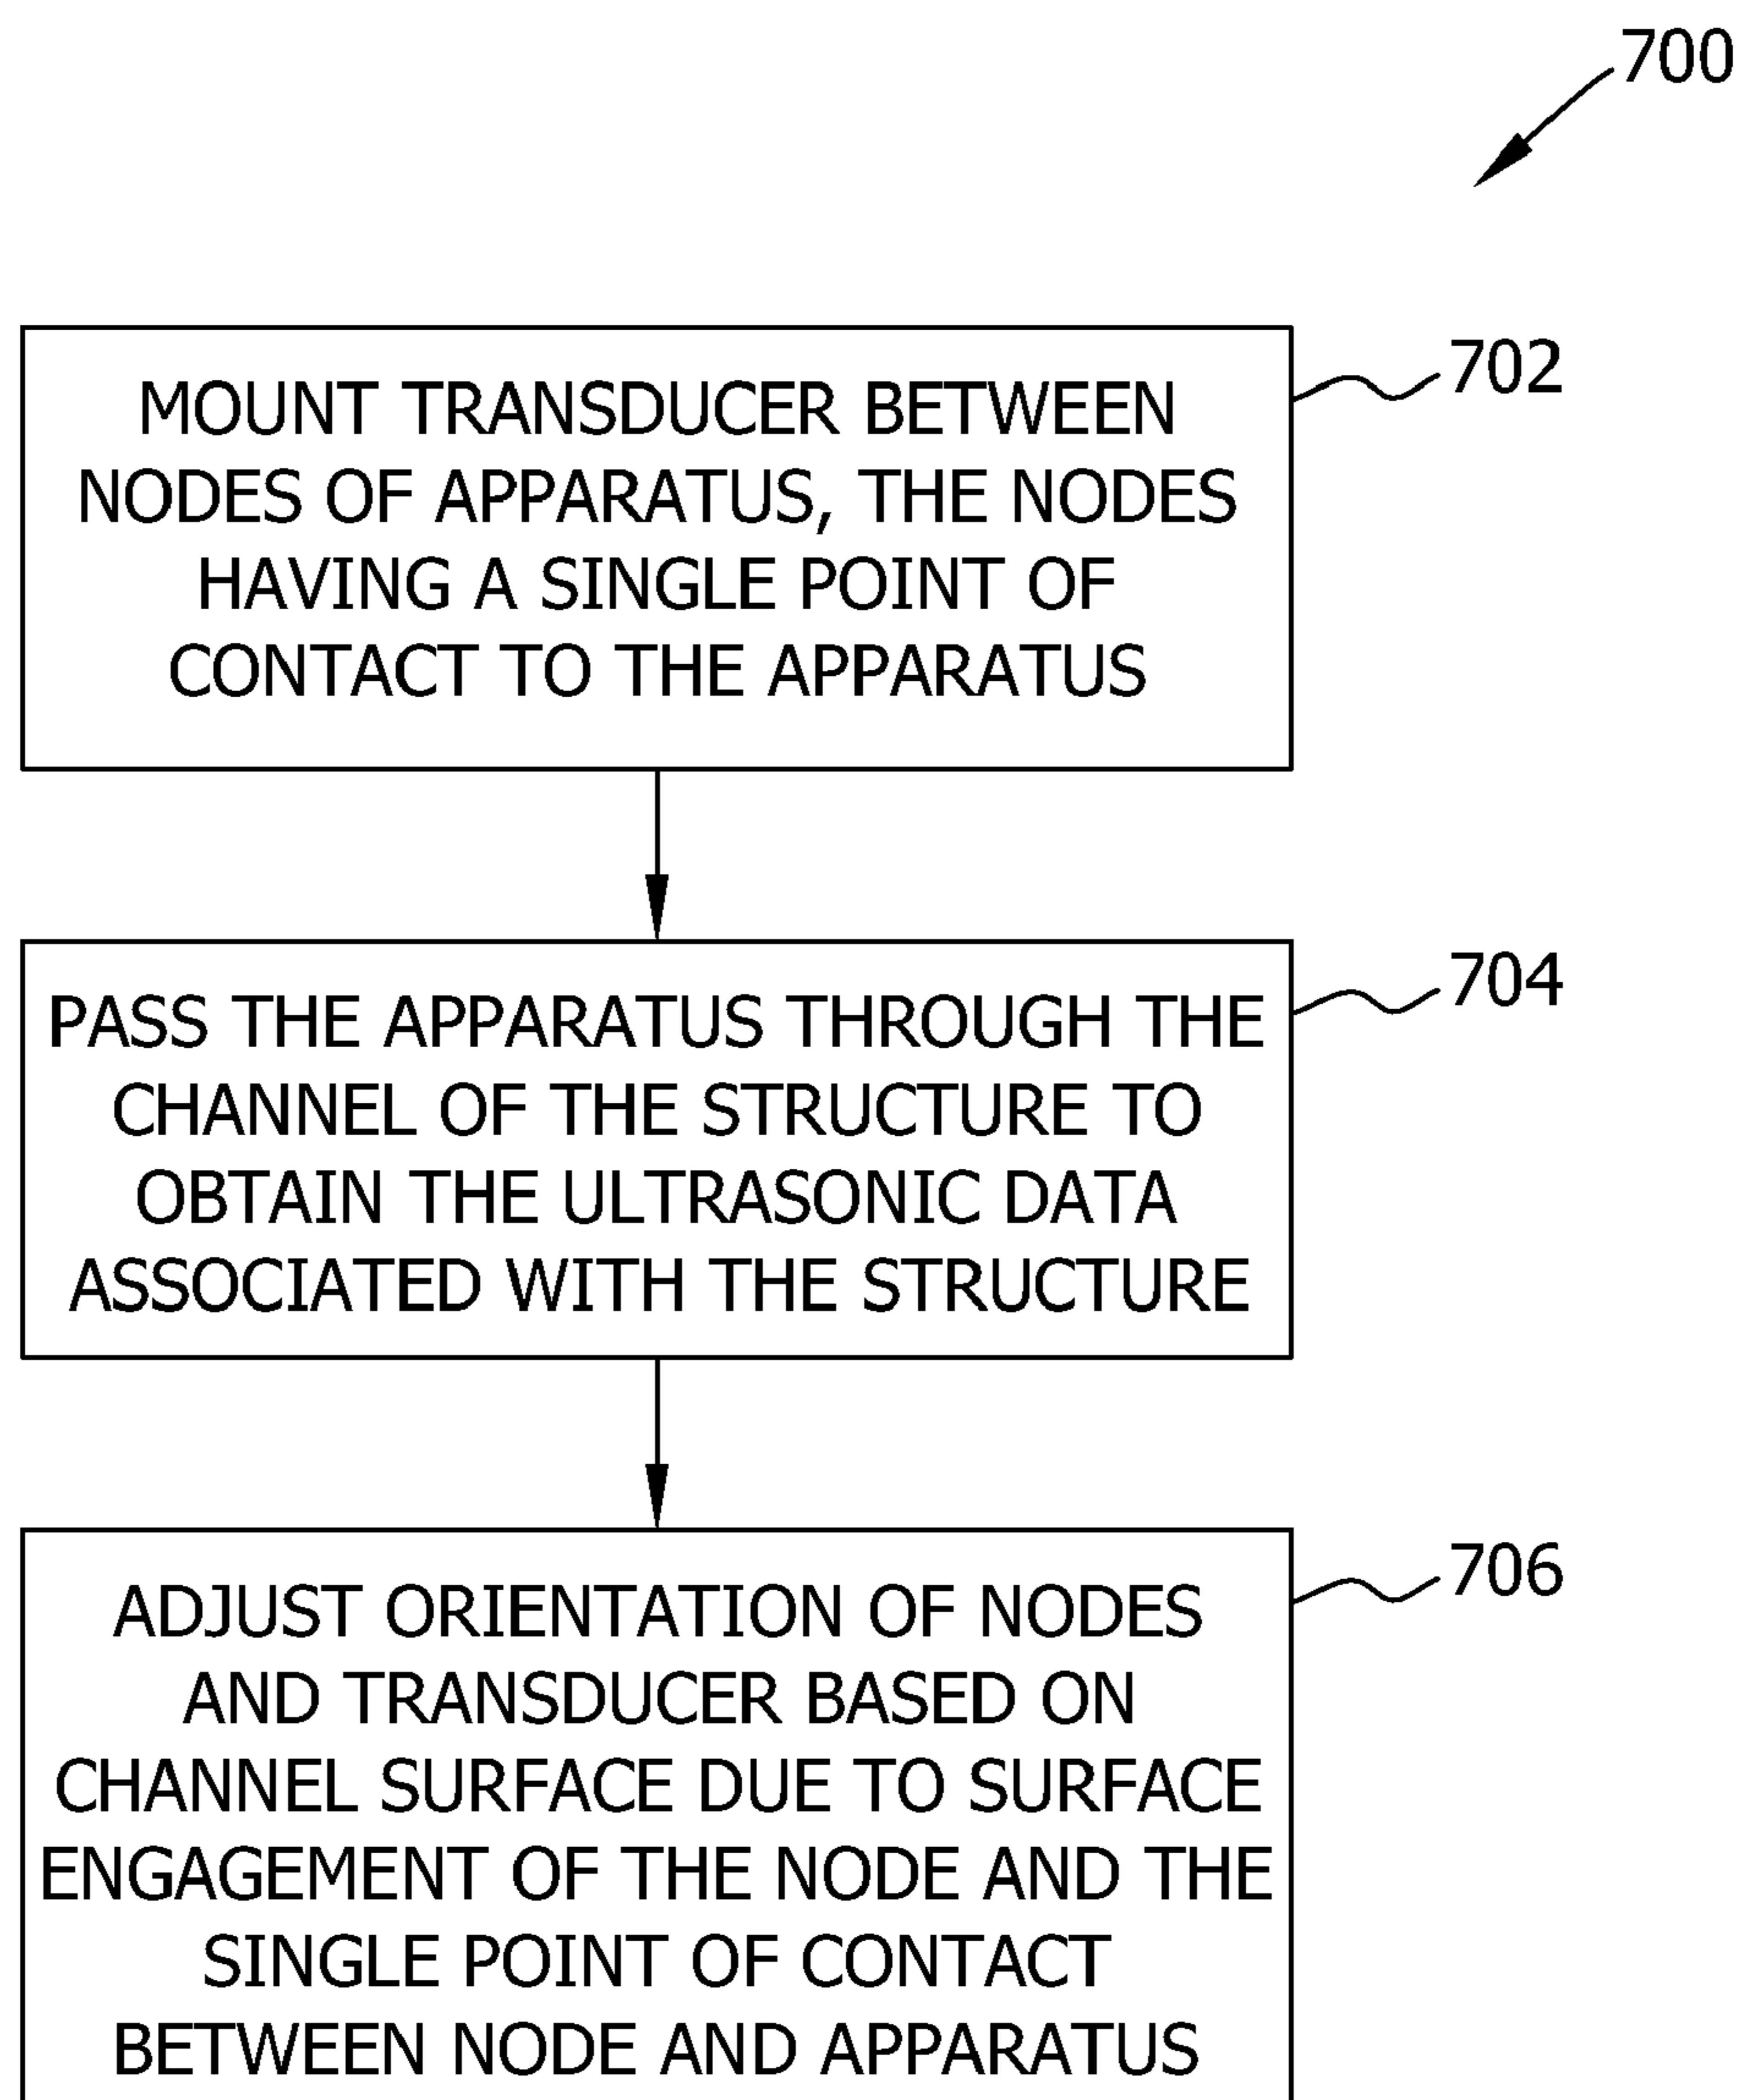 700
702
MOUNT TRANSDUCER BETWEEN
NODES OF APPARATUS, THE NODES
HAVING A SINGLE POINT OF
CONTACT TO THE APPARATUS
704
PASS THE APPARATUS THROUGH THE
CHANNEL OF THE STRUCTURE TO
OBTAIN THE ULTRASONIC DATA
ASSOCIATED WITH THE STRUCTURE
706
ADJUST ORIENTATION OF NODES
AND TRANSDUCER BASED ON
CHANNEL SURFACE DUE TO SURFACE
ENGAGEMENT OF THE NODE AND THE
SINGLE POINT OF CONTACT
BETWEEN NODE AND APPARATUS